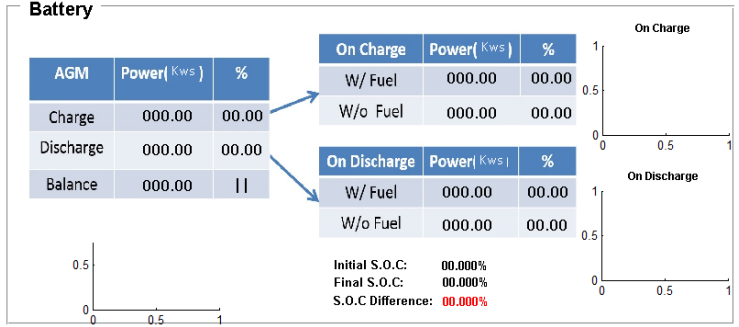 Battery
AGM Power( Kws ) %
Charge 000.00 00.00
Discharge 000.00 00.00
Balance 000.00 ||
On Charge Power( Kws ) %
W/ Fuel 000.00 00.00
W/o Fuel 000.00 00.00
On Discharge Power( Kws ) %
W/ Fuel 000.00 00.00
W/o Fuel 000.00 00.00
Initial S.O.C: 00.000%
Final S.O.C: 00.000%
S.O.C Difference: 00.000%
On Charge
1
0.5
0
0 0.5 1
On Discharge
1
0.5
0
0 0.5 1
0.5
0
0 0.5 1